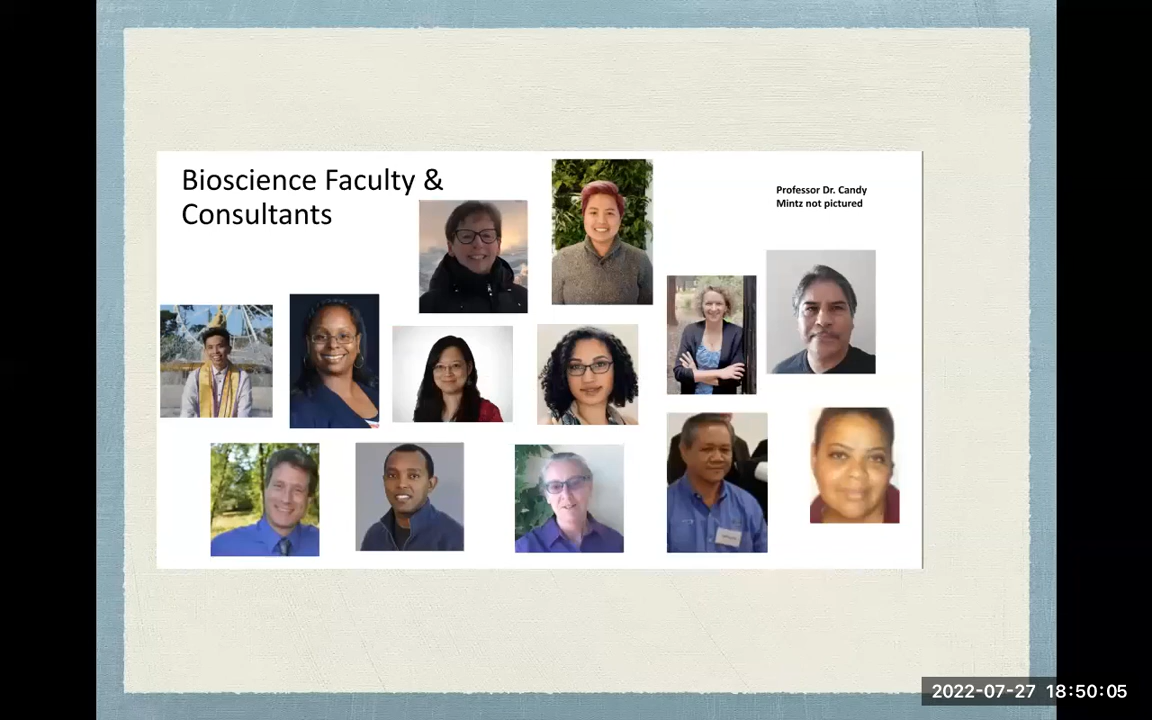 Bioscience Faculty &
Consultants
Professor Dr. Candy
Mintz not pictured
2022-07-27 18:50:05